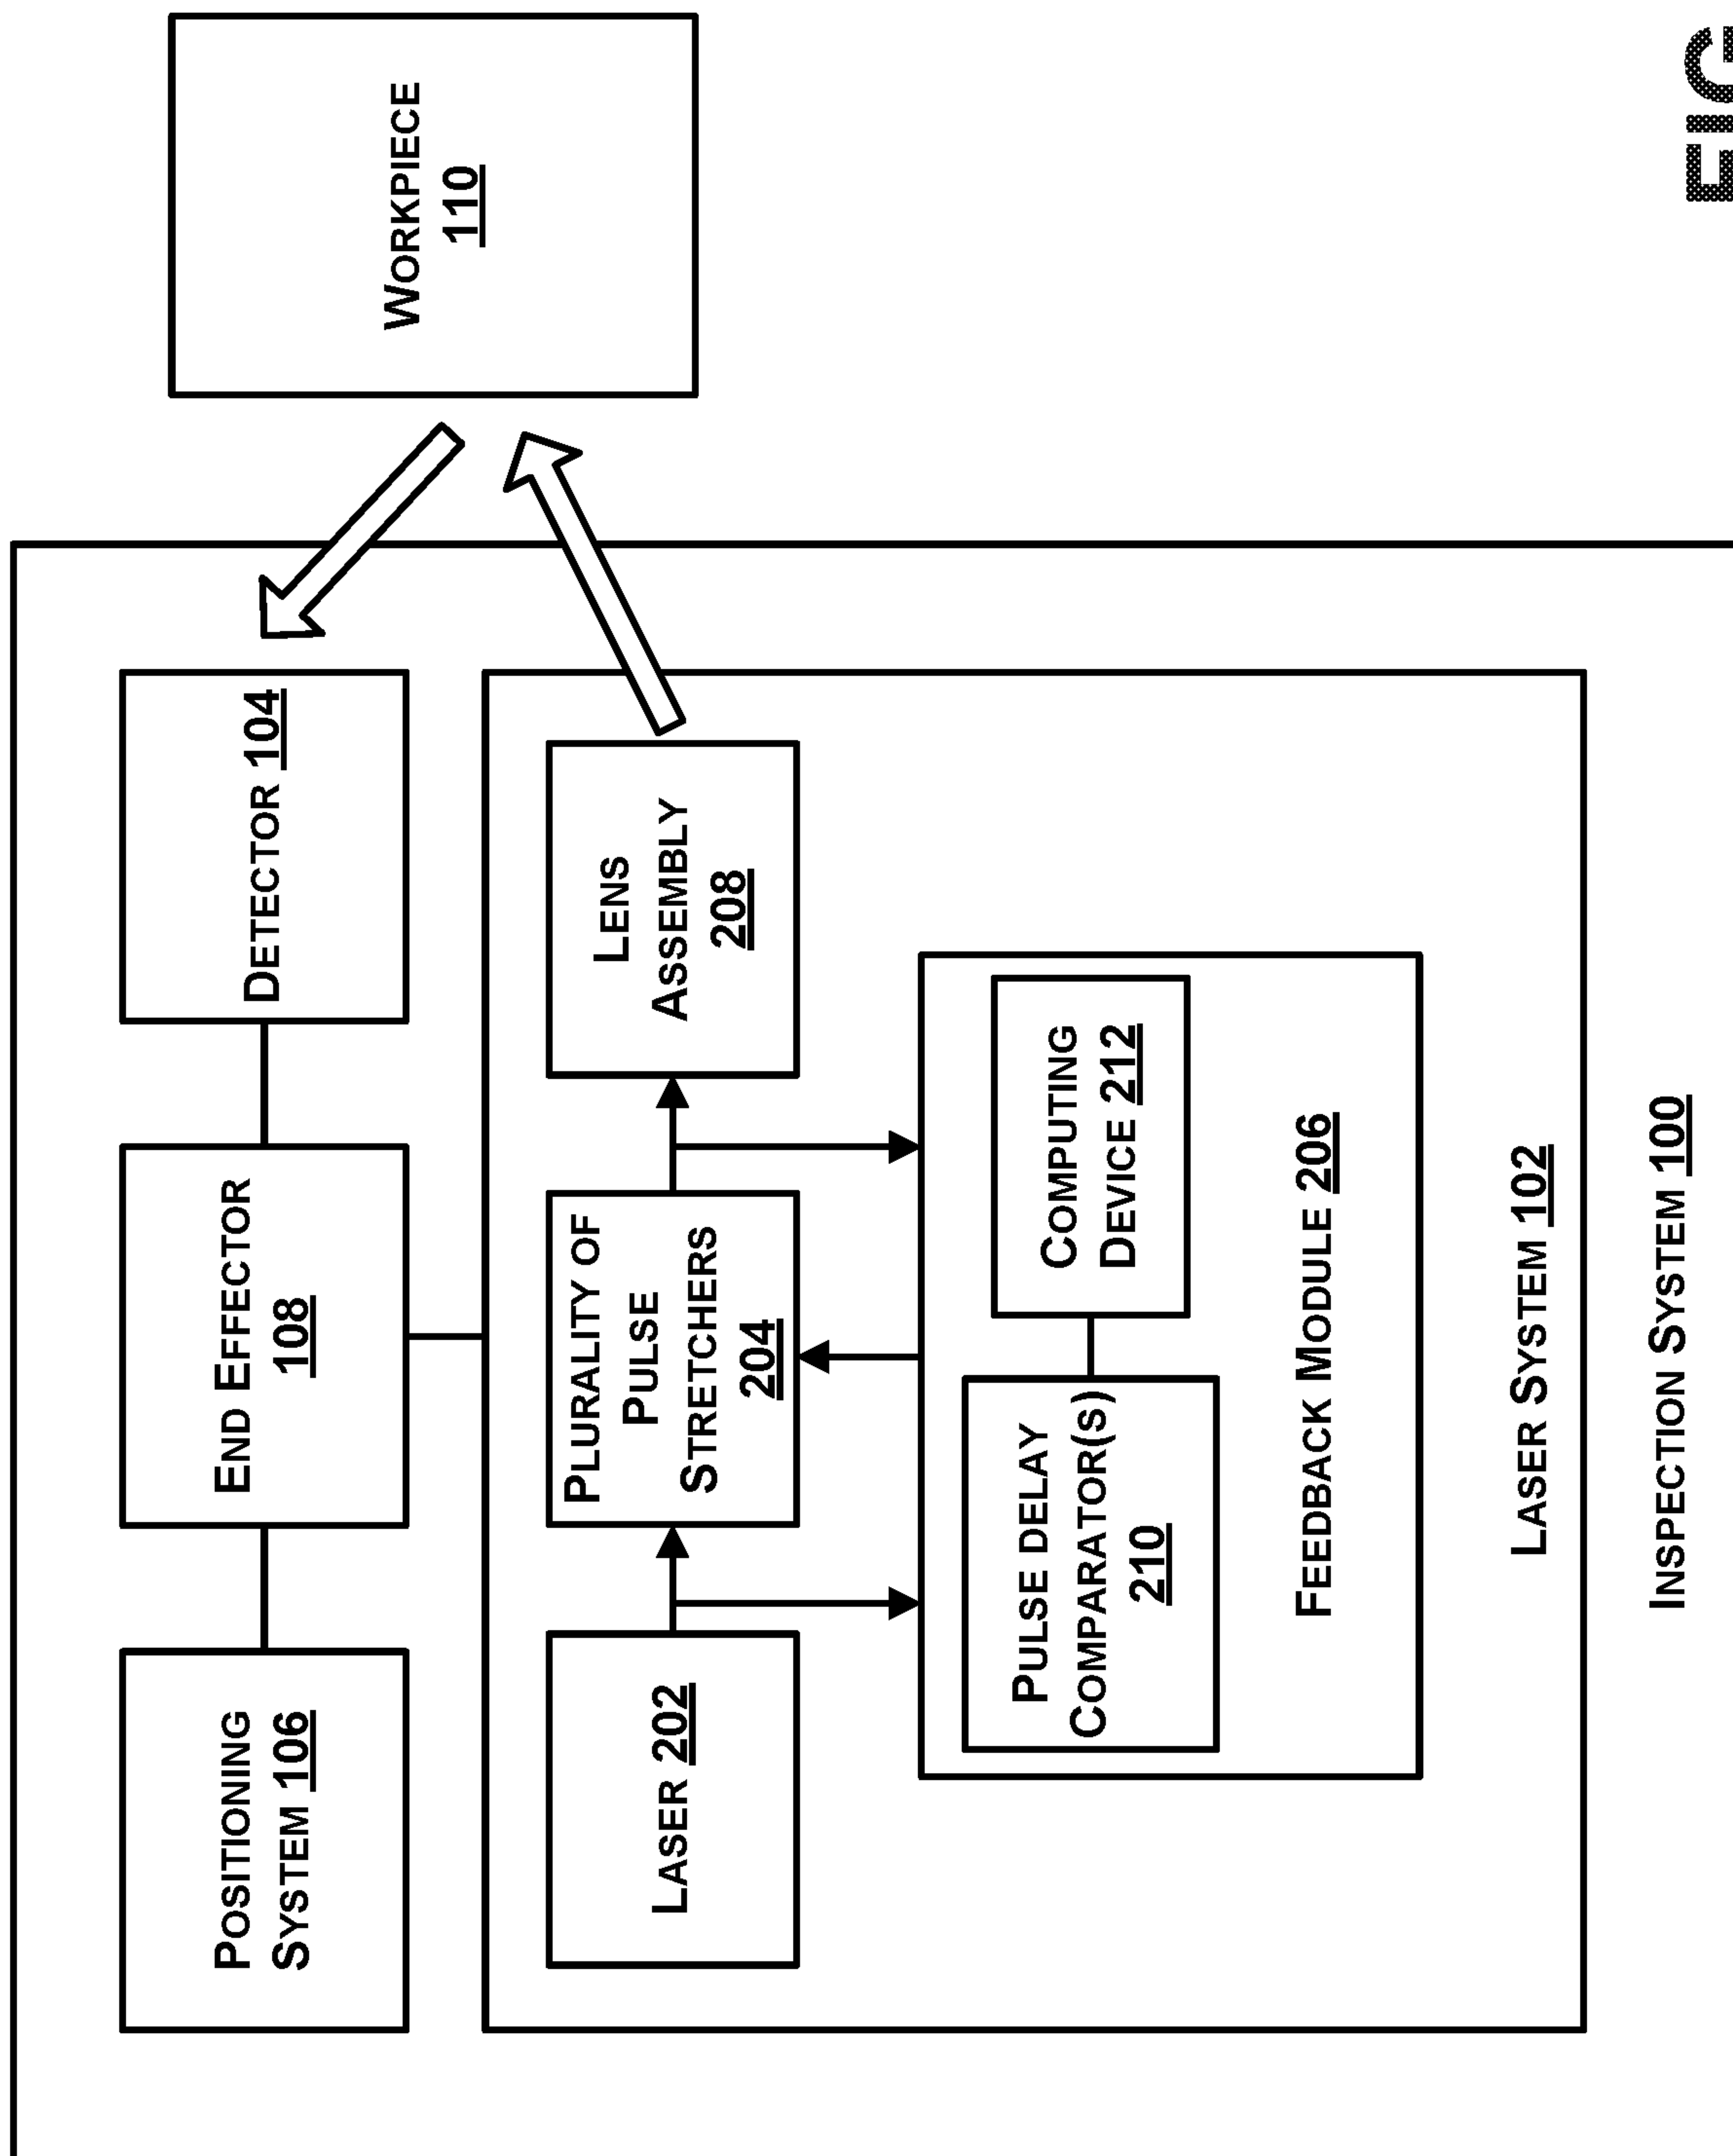 POSITIONING
SYSTEM 106
END EFFECTOR
108
DETECTOR 104
WORKPIECE
110
LASER 202
PLURALITY OF
PULSE
STRETCHERS
204
LENS
ASSEMBLY
208
PULSE DELAY
COMPARATOR(S)
210
COMPUTING
DEVICE 212
FEEDBACK MODULE 206
LASER SYSTEM 102
INSPECTION SYSTEM 100
FIG